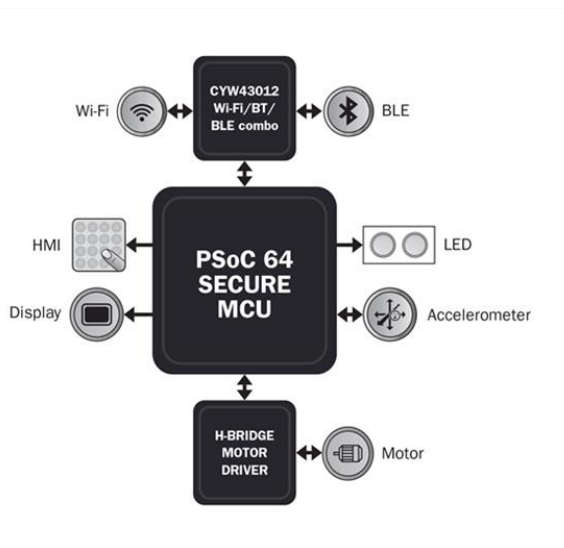 CYW43012
Wi-Fi/BT/
BLE combo
Wi-Fi
BLE
HMI
PSoC 64
SECURE
MCU
LED
Display
Accelerometer
H-BRIDGE
MOTOR
DRIVER
Motor